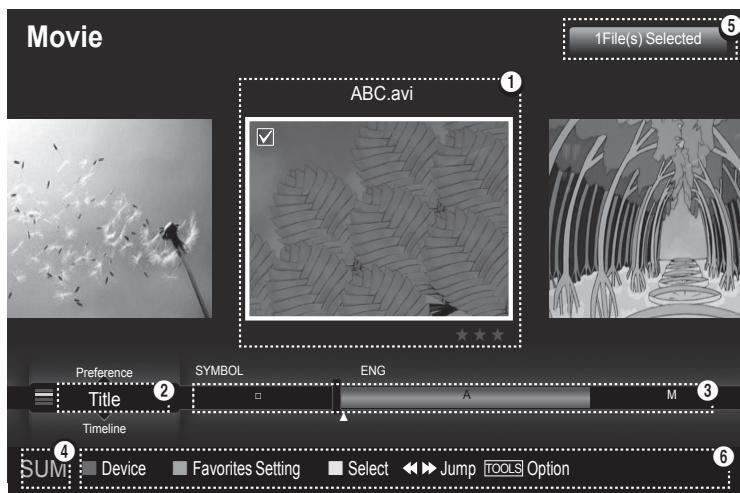 Movie
1File(s) Selected
5
1
ABC.avi
Preference
SYMBOL
ENG
Title
2
A
M
3
Timeline
4
6
SUM
Device
Favorites Setting
Select
Jump
TOOLS Option